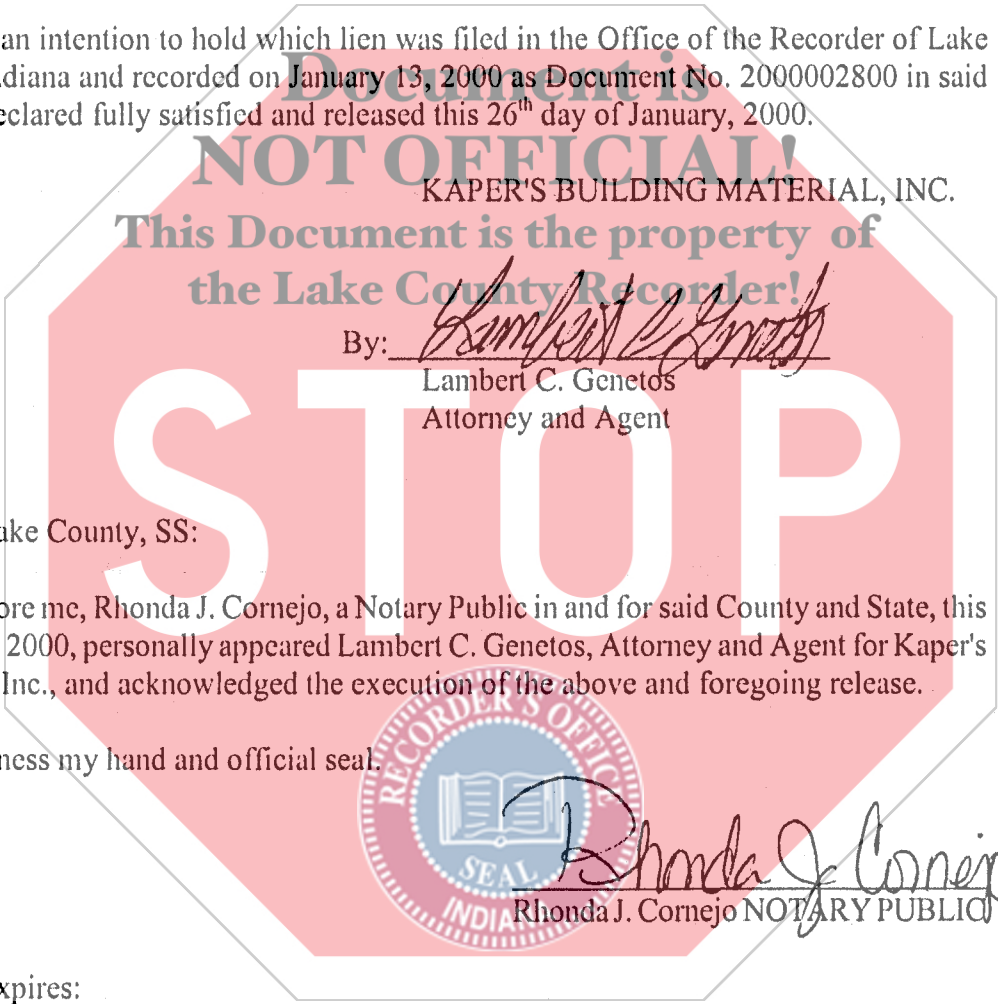 an intention to hold which lien was filed in the Office of the Recorder of Lake
ndiana and recorded on January 13, 2000 as Document No. 2000002800 in said
eclared fully satisfied and released this 26th day of January, 2000.
Document is
NOT OFFICIAL!
KAPER'S BUILDING MATERIAL, INC.
This Document is the property of
the Lake County Recorder!
By: Lambert C Genetos
Lambert C. Genetos
Attorney and Agent
STOP
ake County, SS:
ore me, Rhonda J. Cornejo, a Notary Public in and for said County and State, this
2000, personally appeared Lambert C. Genetos, Attorney and Agent for Kaper's
Inc., and acknowledged the execution of the above and foregoing release.
ness my hand and official seal.
RECORDER'S OFFICE
SEAL
INDIANA
Rhonda J. Cornejo
Rhonda J. Cornejo NOTARY PUBLIC
xpires: